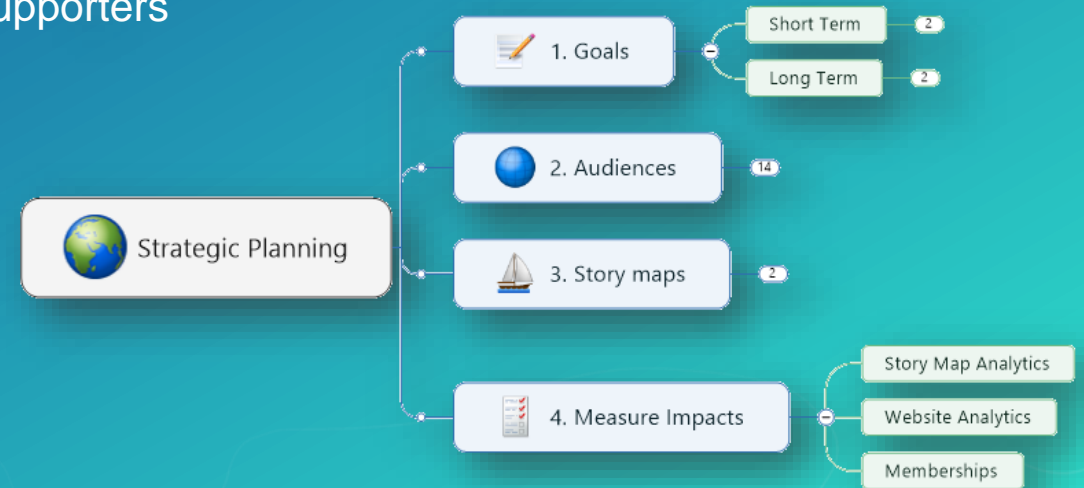 upporters
Strategic Planning
1. Goals
Short Term
2
Long Term
2
2. Audiences
14
3. Story maps
2
4. Measure Impacts
Story Map Analytics
Website Analytics
Memberships